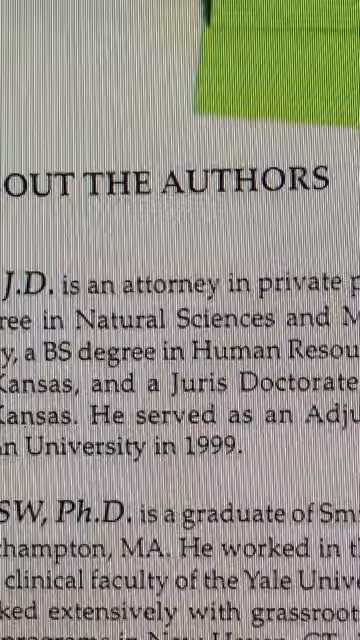 OUT THE AUTHORS
J.D. is an attorney in private p
ree in Natural Sciences and M
y, a BS degree in Human Resou
Kansas, and a Juris Doctorate
Kansas. He served as an Adju
n University in 1999.
SW, Ph.D. is a graduate of Sm
hampton, MA. He worked in t
clinical faculty of the Yale Univ
ked extensively with grassroot